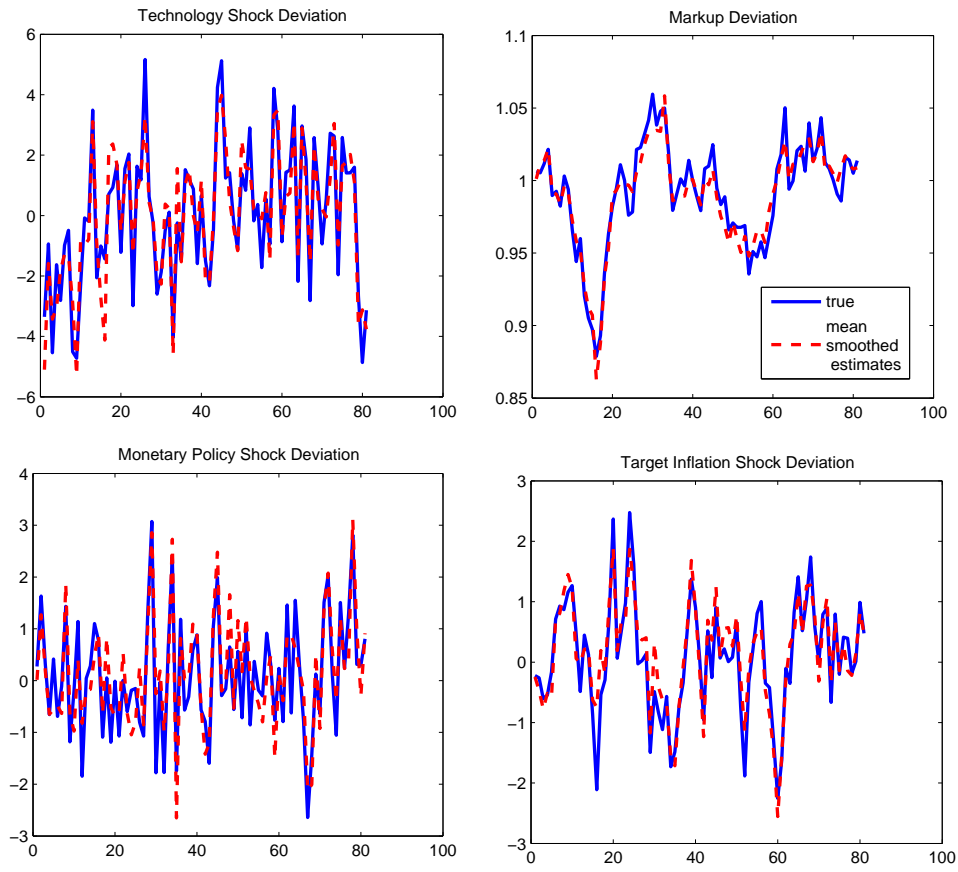 Technology Shock Deviation
6
4
2
0
−2
−4
−6
0 20 40 60 80 100
Markup Deviation
1.1
1.05
1.0
0.95
0.9
0.85
0 20 40 60 80 100
true
mean
smoothed
estimates
Monetary Policy Shock Deviation
4
3
2
1
0
−1
−2
−3
0 20 40 60 80 100
Target Inflation Shock Deviation
3
2
1
0
−1
−2
−3
0 20 40 60 80 100